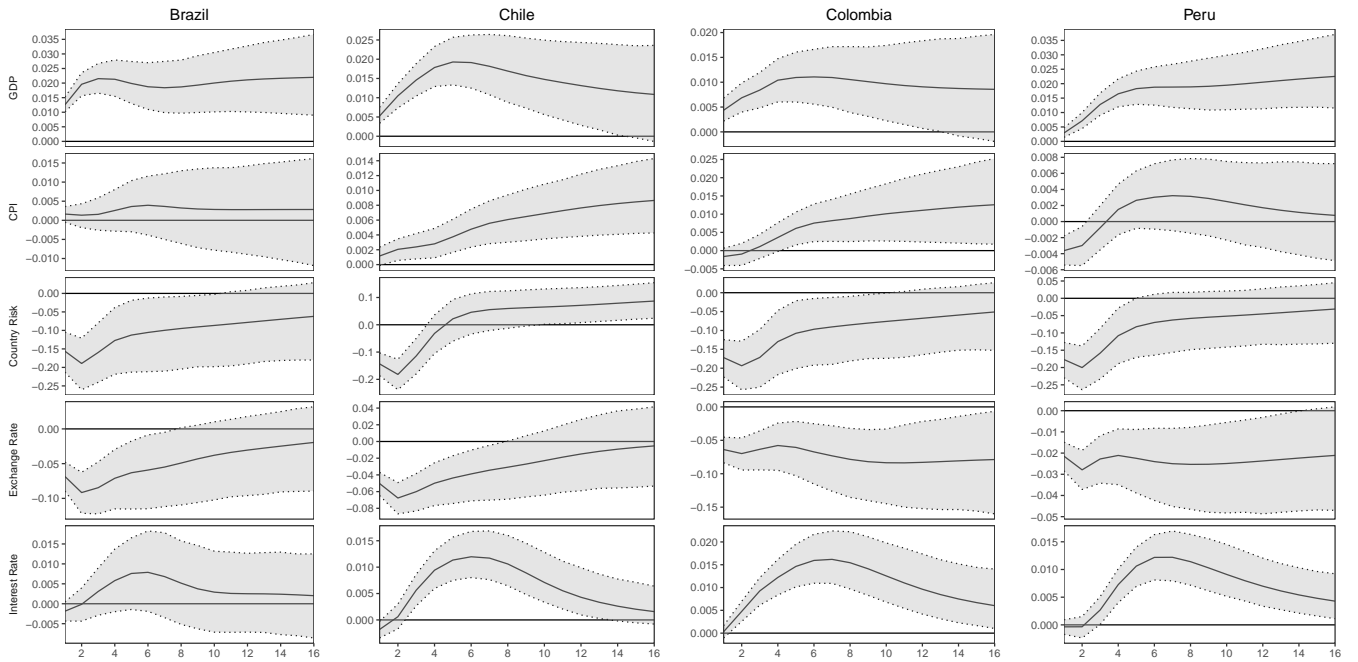 Brazil Chile Colombia Peru
GDP
0.035 0.030 0.025 0.020 0.015 0.010 0.005 0.000
0.025 0.020 0.015 0.010 0.005 0.000
0.020 0.015 0.010 0.005 0.000
0.035 0.030 0.025 0.020 0.015 0.010 0.005 0.000
CPI
0.015 0.010 0.005 0.000 −0.005 −0.010
0.014 0.012 0.010 0.008 0.006 0.004 0.002 0.000
0.025 0.020 0.015 0.010 0.005 0.000 −0.005
0.008 0.006 0.004 0.002 0.000 −0.002 −0.004 −0.006
Country Risk
0.00 −0.05 −0.10 −0.15 −0.20 −0.25
0.1 0.0 −0.1 −0.2
0.00 −0.05 −0.10 −0.15 −0.20 −0.25
0.05 0.00 −0.05 −0.10 −0.15 −0.20 −0.25
Exchange Rate
0.00 −0.05 −0.10
0.04 0.02 0.00 −0.02 −0.04 −0.06 −0.08
0.00 −0.05 −0.10 −0.15
0.00 −0.01 −0.02 −0.03 −0.04 −0.05
Interest Rate
0.015 0.010 0.005 0.000 −0.005
0.015 0.010 0.005 0.000
0.020 0.015 0.010 0.005 0.000
0.015 0.010 0.005 0.000
2 4 6 8 10 12 14 16
2 4 6 8 10 12 14 16
2 4 6 8 10 12 14 16
2 4 6 8 10 12 14 16